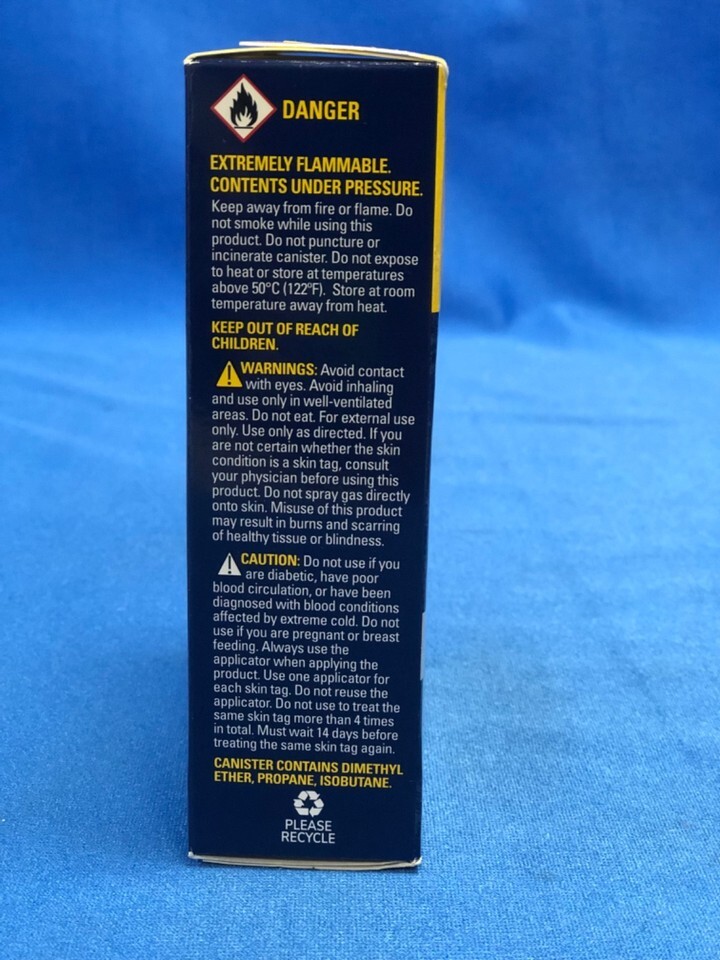 DANGER
EXTREMELY FLAMMABLE.
CONTENTS UNDER PRESSURE.
Keep away from fire or flame. Do
not smoke while using this
product. Do not puncture or
incinerate canister. Do not expose
to heat or store at temperatures
above 50°C (122°F). Store at room
temperature away from heat.
KEEP OUT OF REACH OF
CHILDREN.
WARNINGS: Avoid contact
with eyes. Avoid inhaling
and use only in well-ventilated
areas. Do not eat. For external use
only. Use only as directed. If you
are not certain whether the skin
condition is a skin tag, consult
your physician before using this
product. Do not spray gas directly
onto skin. Misuse of this product
may result in burns and scarring
of healthy tissue or blindness.
CAUTION: Do not use if you
are diabetic, have poor
blood circulation, or have been
diagnosed with blood conditions
affected by extreme cold. Do not
use if you are pregnant or breast
feeding. Always use the
applicator when applying the
product. Use one applicator for
each skin tag. Do not reuse the
applicator. Do not use to treat the
same skin tag more than 4 times
in total. Must wait 14 days before
treating the same skin tag again.
CANISTER CONTAINS DIMETHYL
ETHER, PROPANE, ISOBUTANE.
PLEASE
RECYCLE